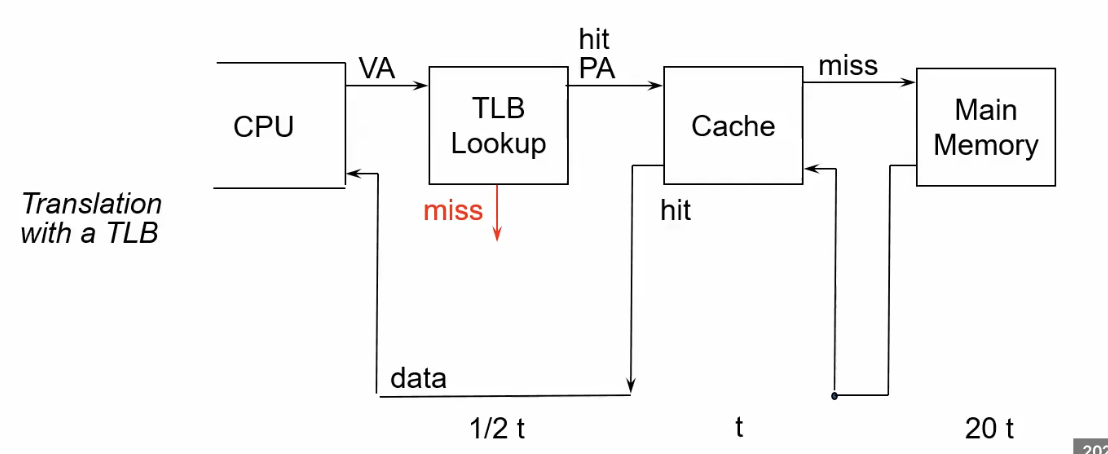 hit
VA
PA
miss
CPU
TLB
Lookup
Cache
Main
Memory
Translation
with a TLB
miss
hit
data
1/2 t
t
20 t
202